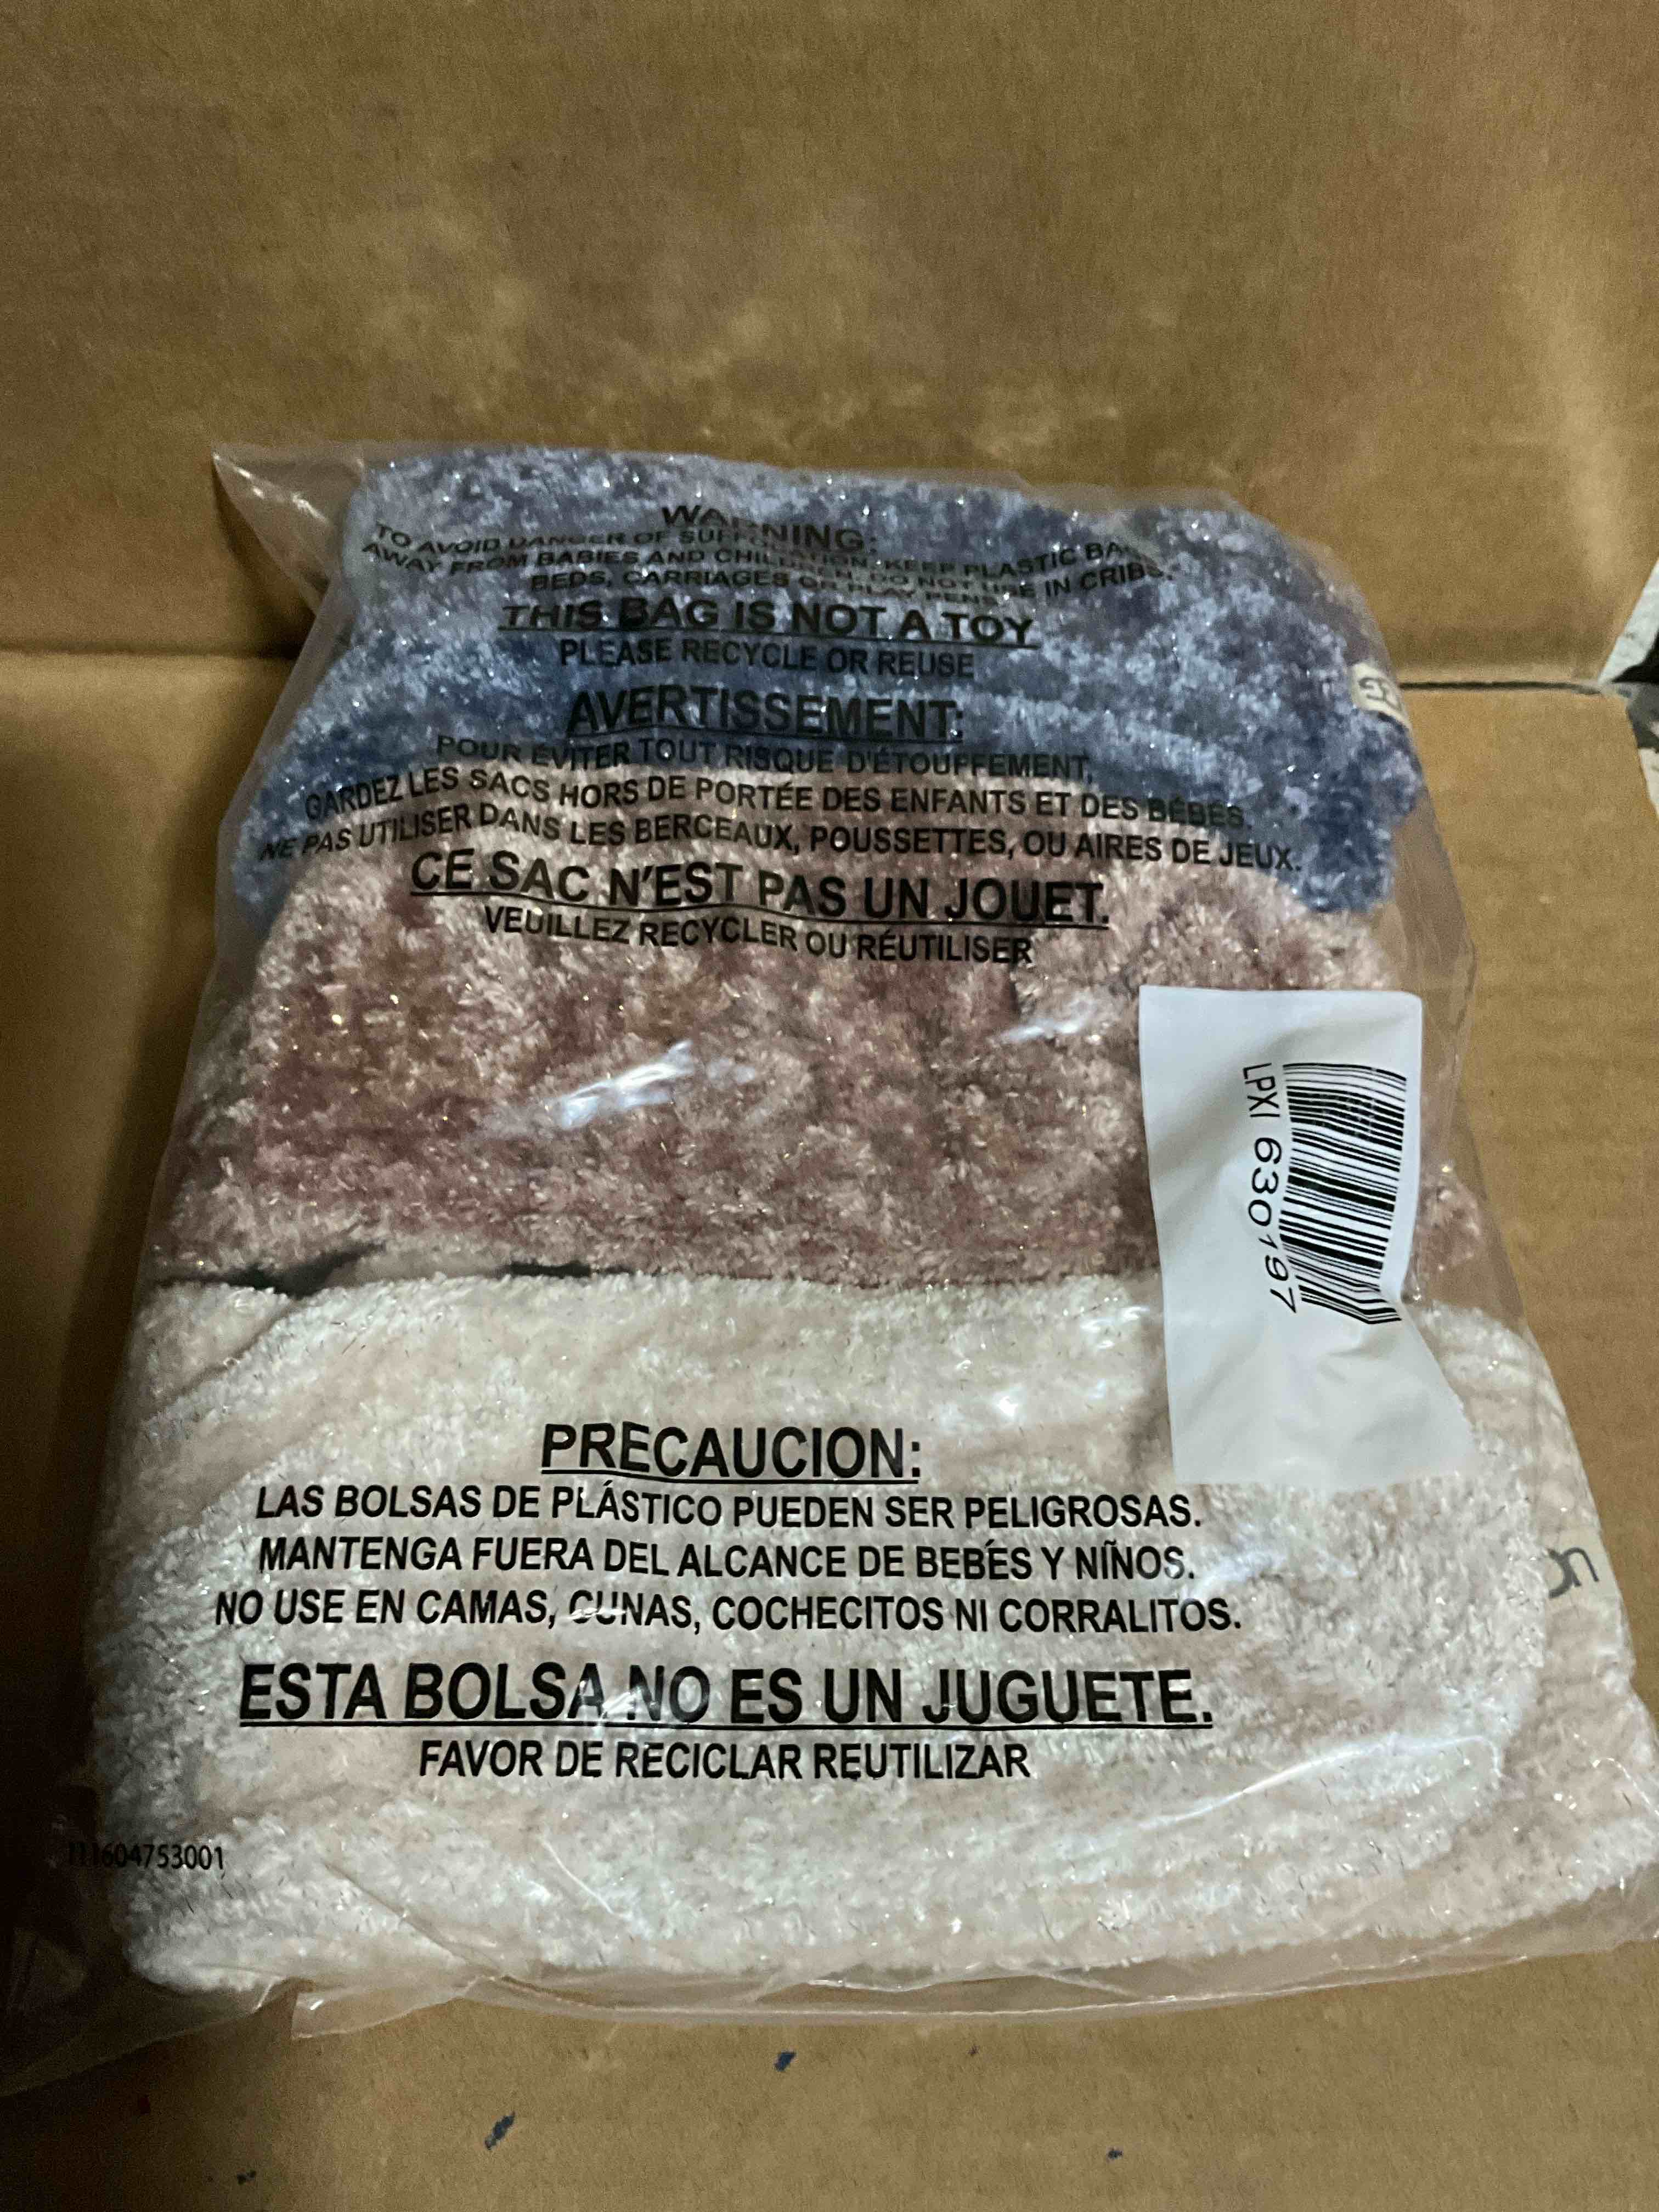 WARNING:
TO AVOID DANGER OF SUFFOCATION, KEEP PLASTIC BAG
AWAY FROM BABIES AND CHILDREN. DO NOT USE IN CRIBS,
BEDS, CARRIAGES OR PLAY PENS.
THIS BAG IS NOT A TOY
PLEASE RECYCLE OR REUSE
AVERTISSEMENT:
POUR ÉVITER TOUT RISQUE D'ÉTOUFFEMENT,
GARDEZ LES SACS HORS DE PORTÉE DES ENFANTS ET DES BÉBÉS.
NE PAS UTILISER DANS LES BERCEAUX, POUSSETTES, OU AIRES DE JEUX.
CE SAC N'EST PAS UN JOUET.
VEUILLEZ RECYCLER OU RÉUTILISER
LPXI 630197
PRECAUCION:
LAS BOLSAS DE PLÁSTICO PUEDEN SER PELIGROSAS.
MANTENGA FUERA DEL ALCANCE DE BEBÉS Y NIÑOS.
NO USE EN CAMAS, CUNAS, COCHECITOS NI CORRALITOS.
ESTA BOLSA NO ES UN JUGUETE.
FAVOR DE RECICLAR REUTILIZAR
111604753001